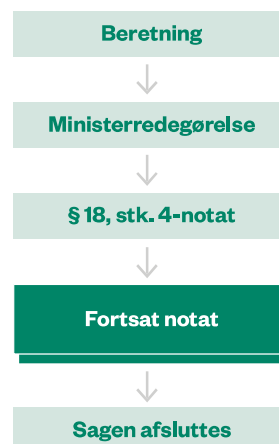 Beretning
Ministerredegørelse
§ 18, stk. 4-notat
Fortsat notat
Sagen afsluttes